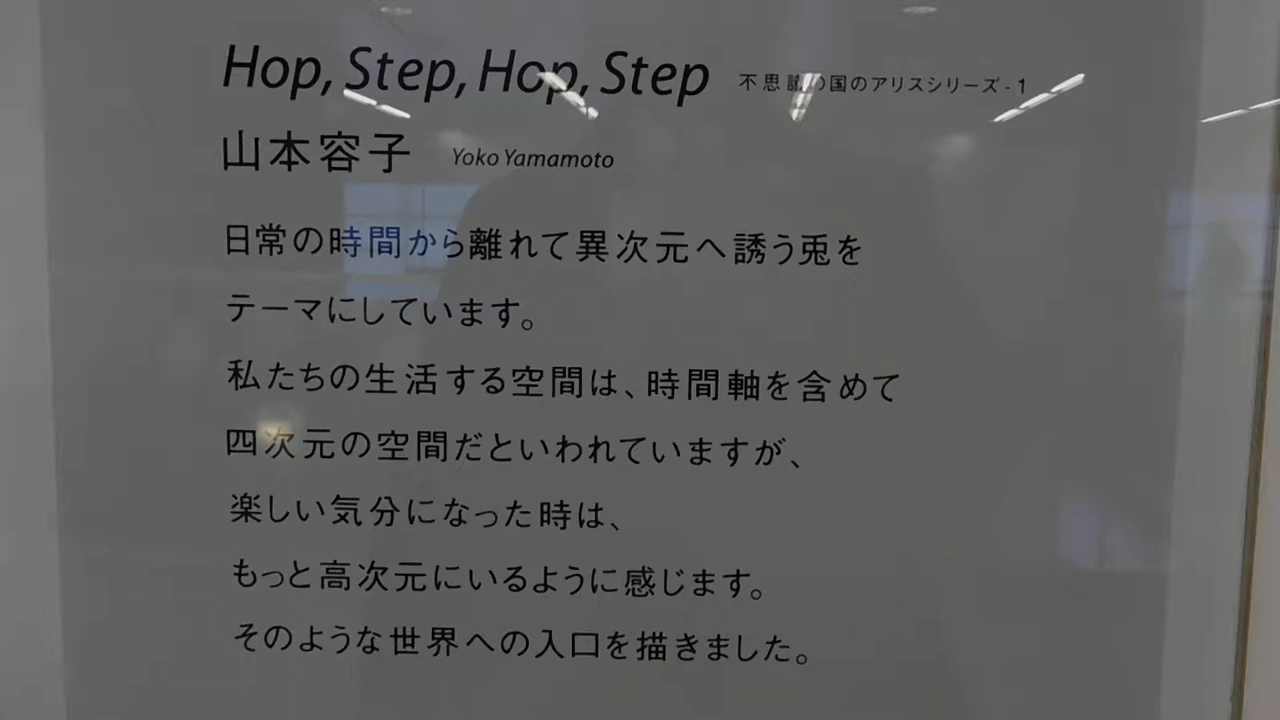 Hop, Step, Hop, Step 不思議の国のアリスシリーズ-1
山本容子 Yoko Yamamoto
日常の時間から離れて異次元へ誘う兎を
テーマにしています。
私たちの生活する空間は、時間軸を含めて
四次元の空間だといわれていますが、
楽しい気分になった時は、
もっと高次元にいるように感じます。
そのような世界への入口を描きました。